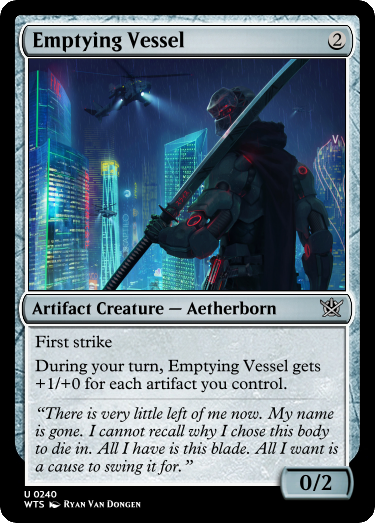 Emptying Vessel
2
Artifact Creature — Aetherborn
First strike
During your turn, Emptying Vessel gets
+1/+0 for each artifact you control.
“There is very little left of me now. My name
is gone. I cannot recall why I chose this body
to die in. All I have is this blade. All I want is
a cause to swing it for.”
0/2
U 0240
WTS Ryan Van Dongen